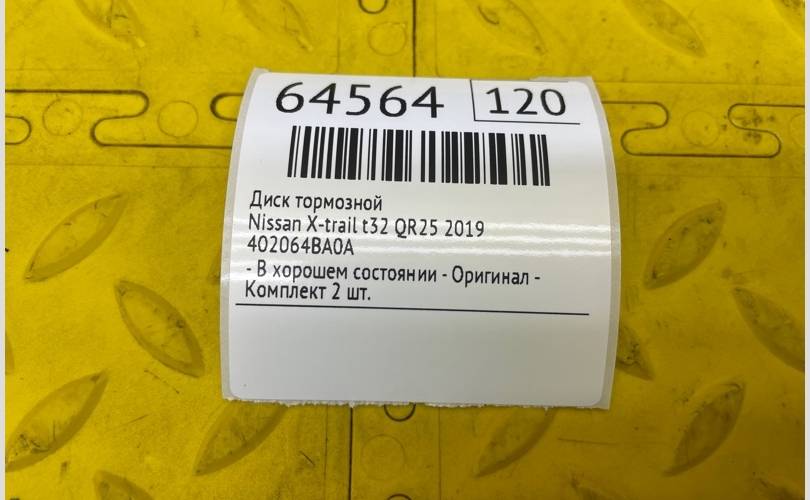 64564 120
Диск тормозной
Nissan X-trail t32 QR25 2019
402064BA0A
- В хорошем состоянии - Оригинал -
Комплект 2 шт.